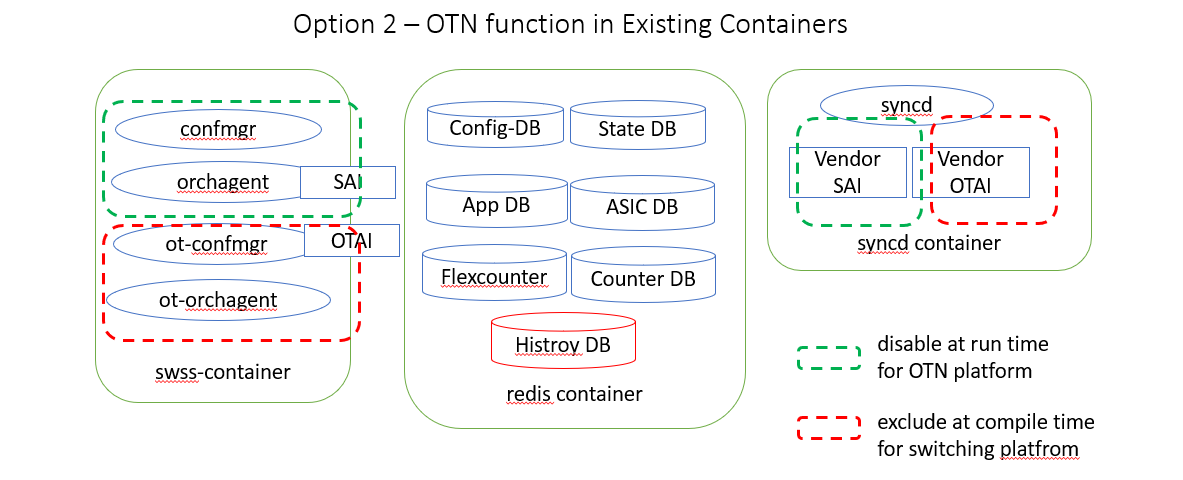 Option 2 – OTN function in Existing Containers
confmgr
orchagent
SAI
ot-confmgr
OTAI
ot-orchagent
swss-container
Config-DB
State DB
App DB
ASIC DB
Flexcounter
Counter DB
Histroy DB
redis container
syncd
Vendor
SAI
Vendor
OTAI
syncd container
disable at run time
for OTN platform
exclude at compile time
for switching platfrom